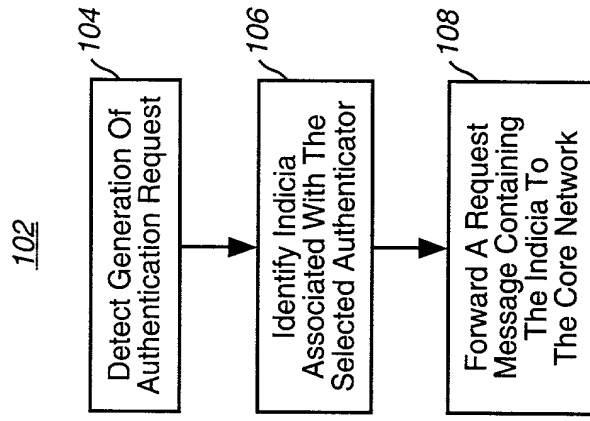 102
104
Detect Generation Of
Authentication Request
106
Identify Indicia
Associated With The
Selected Authenticator
108
Forward A Request
Message Containing
The Indicia To
The Core Network